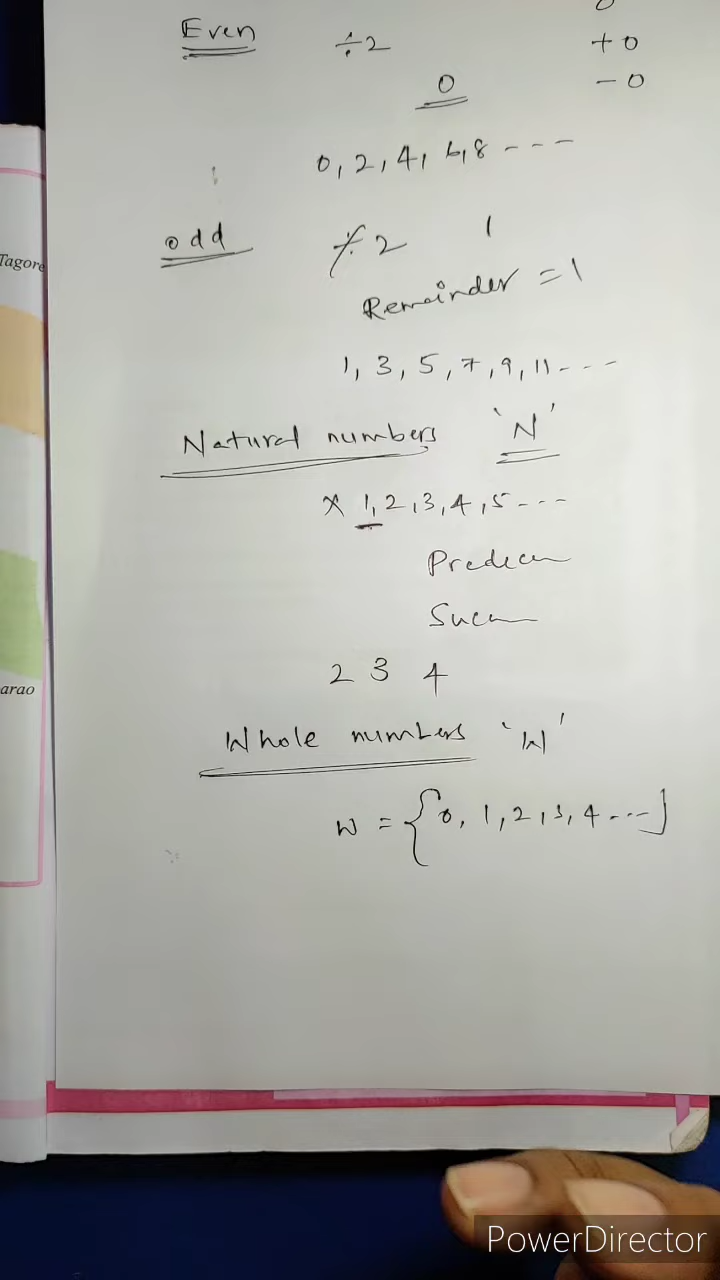 0
Even ÷2 +0
0 -0
0, 2, 4, 6, 8 ---
Tagore
odd ÷2 1
Remainder = 1
1, 3, 5, 7, 9, 11 - - -
Natural numbers 'N'
× 1, 2, 3, 4, 5 - - -
2 3 4
arao
Whole numbers 'W'
W = {0, 1, 2, 3, 4 ...}
PowerDirector